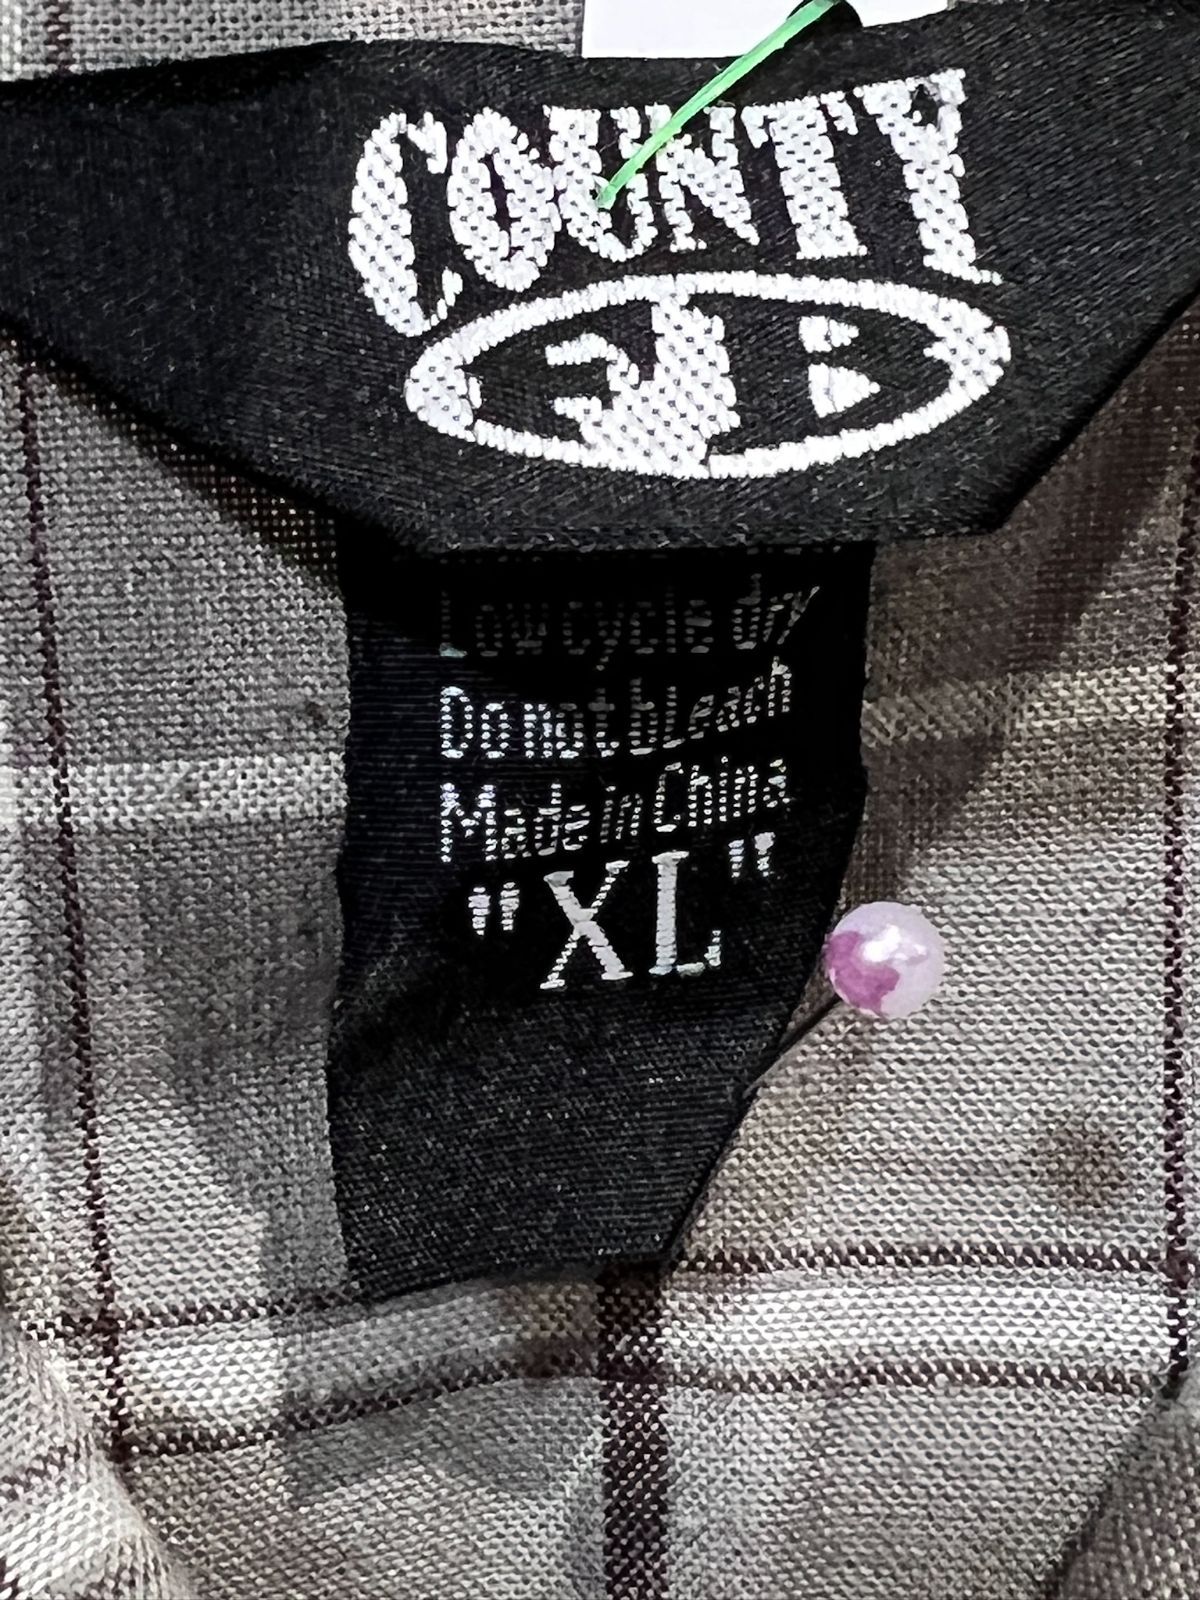 COUNTY
Low cycle dry
Do not bLeach
Made in China
"XL"